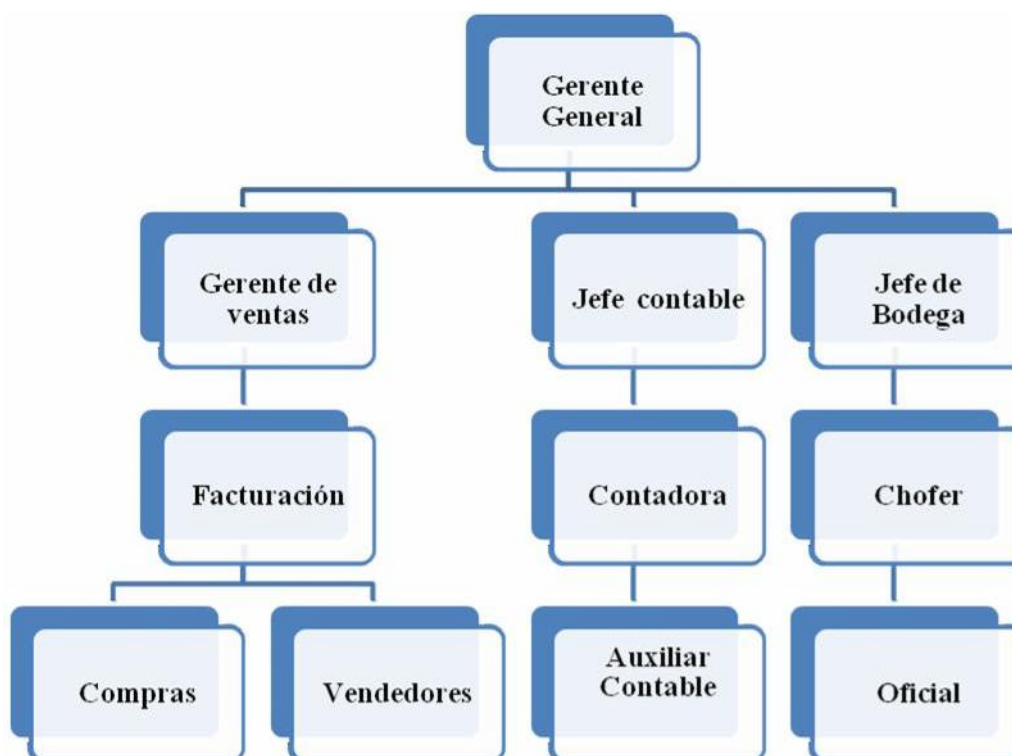 Gerente
General
Gerente de
ventas
Jefe contable
Jefe de
Bodega
Facturación
Contadora
Chofer
Compras
Vendedores
Auxiliar
Contable
Oficial